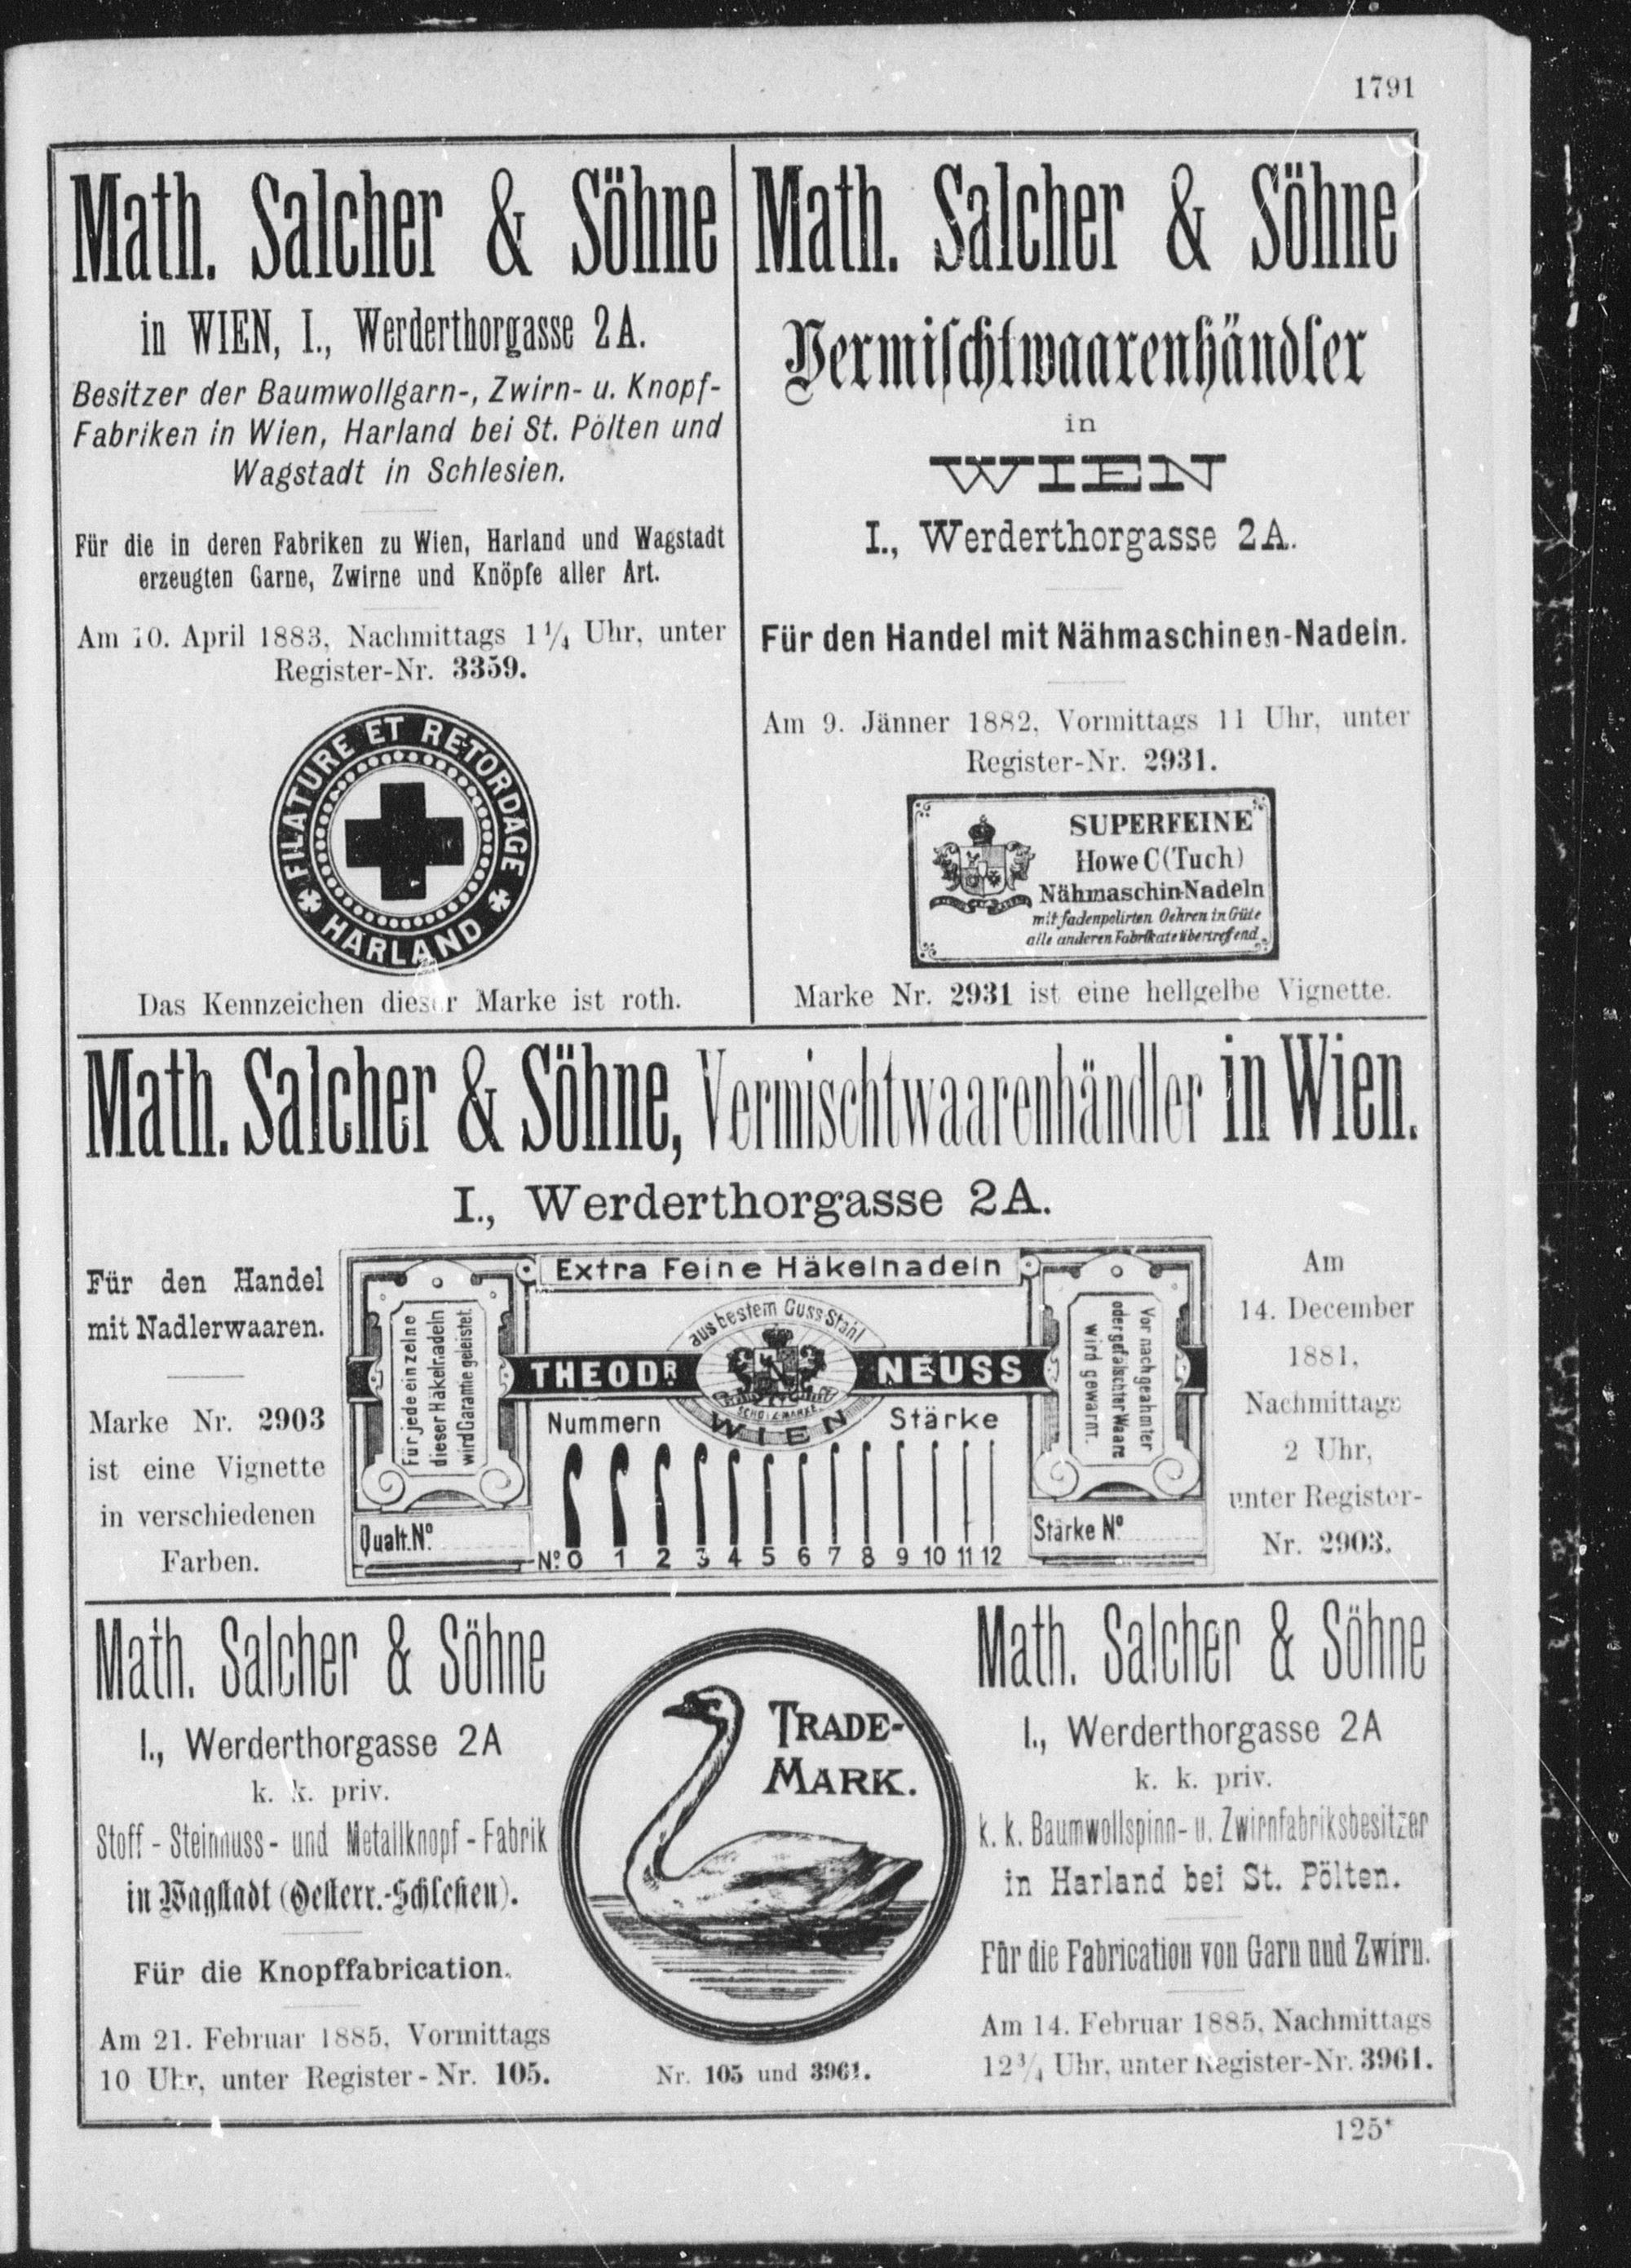 1791
Math. Salcher & Söhne
in WIEN, I., Werderthorgasse 2A.
Besitzer der Baumwollgarn-, Zwirn- u. Knopf-
Fabriken in Wien, Harland bei St. Pölten und
Wagstadt in Schlesien.
Für die in deren Fabriken zu Wien, Harland und Wagstadt
erzeugten Garne, Zwirne und Knöpfe aller Art.
Am 10. April 1883, Nachmittags 1 1/4 Uhr, unter
Register-Nr. 3359.
FILATURE ET RETORDAGE
HARLAND
Das Kennzeichen dieser Marke ist roth.
Math. Salcher & Söhne
Vermischtwaarenhändler
in
WIEN
I., Werderthorgasse 2A.
Für den Handel mit Nähmaschinen-Nadeln.
Am 9. Jänner 1882, Vormittags 11 Uhr, unter
Register-Nr. 2931.
SUPERFEINE
Howe C (Tuch)
Nähmaschin-Nadeln
mit fadenpolirten Oehren in Güte
alle anderen Fabrikate übertreffend
Marke Nr. 2931 ist eine hellgelbe Vignette.
Math. Salcher & Söhne, Vermischtwaarenhändler in Wien.
I., Werderthorgasse 2A.
Für den Handel
mit Nadlerwaaren.
Marke Nr. 2903
ist eine Vignette
in verschiedenen
Farben.
Extra Feine Häkelnadeln
Für jede einzelne
dieser Häkelnadeln
wird Garantie geleistet.
aus bestem Guss Stahl
THEODR NEUSS
SCHUTZ-MARKE
WIEN
Nummern Stärke
Vor nachgeahmter
oder gefälschter Waare
wird gewarnt.
Qualt. No.
No. 0 1 2 3 4 5 6 7 8 9 10 11 12
Stärke No.
Am
14. December
1881,
Nachmittags
2 Uhr,
unter Register-
Nr. 2903.
Math. Salcher & Söhne
I., Werderthorgasse 2A
k. k. priv.
Stoff - Steinnuss - und Metallknopf - Fabrik
in Wagstadt (Oesterr.-Schlesien).
Für die Knopffabrication.
Am 21. Februar 1885, Vormittags
10 Uhr, unter Register - Nr. 105.
TRADE-
MARK.
Nr. 105 und 3961.
Math. Salcher & Söhne
I., Werderthorgasse 2A
k. k. priv.
k. k. Baumwollspinn- u. Zwirnfabriksbesitzer
in Harland bei St. Pölten.
Für die Fabrication von Garn und Zwirn.
Am 14. Februar 1885, Nachmittags
12 3/4 Uhr, unter Register-Nr. 3961.
125*